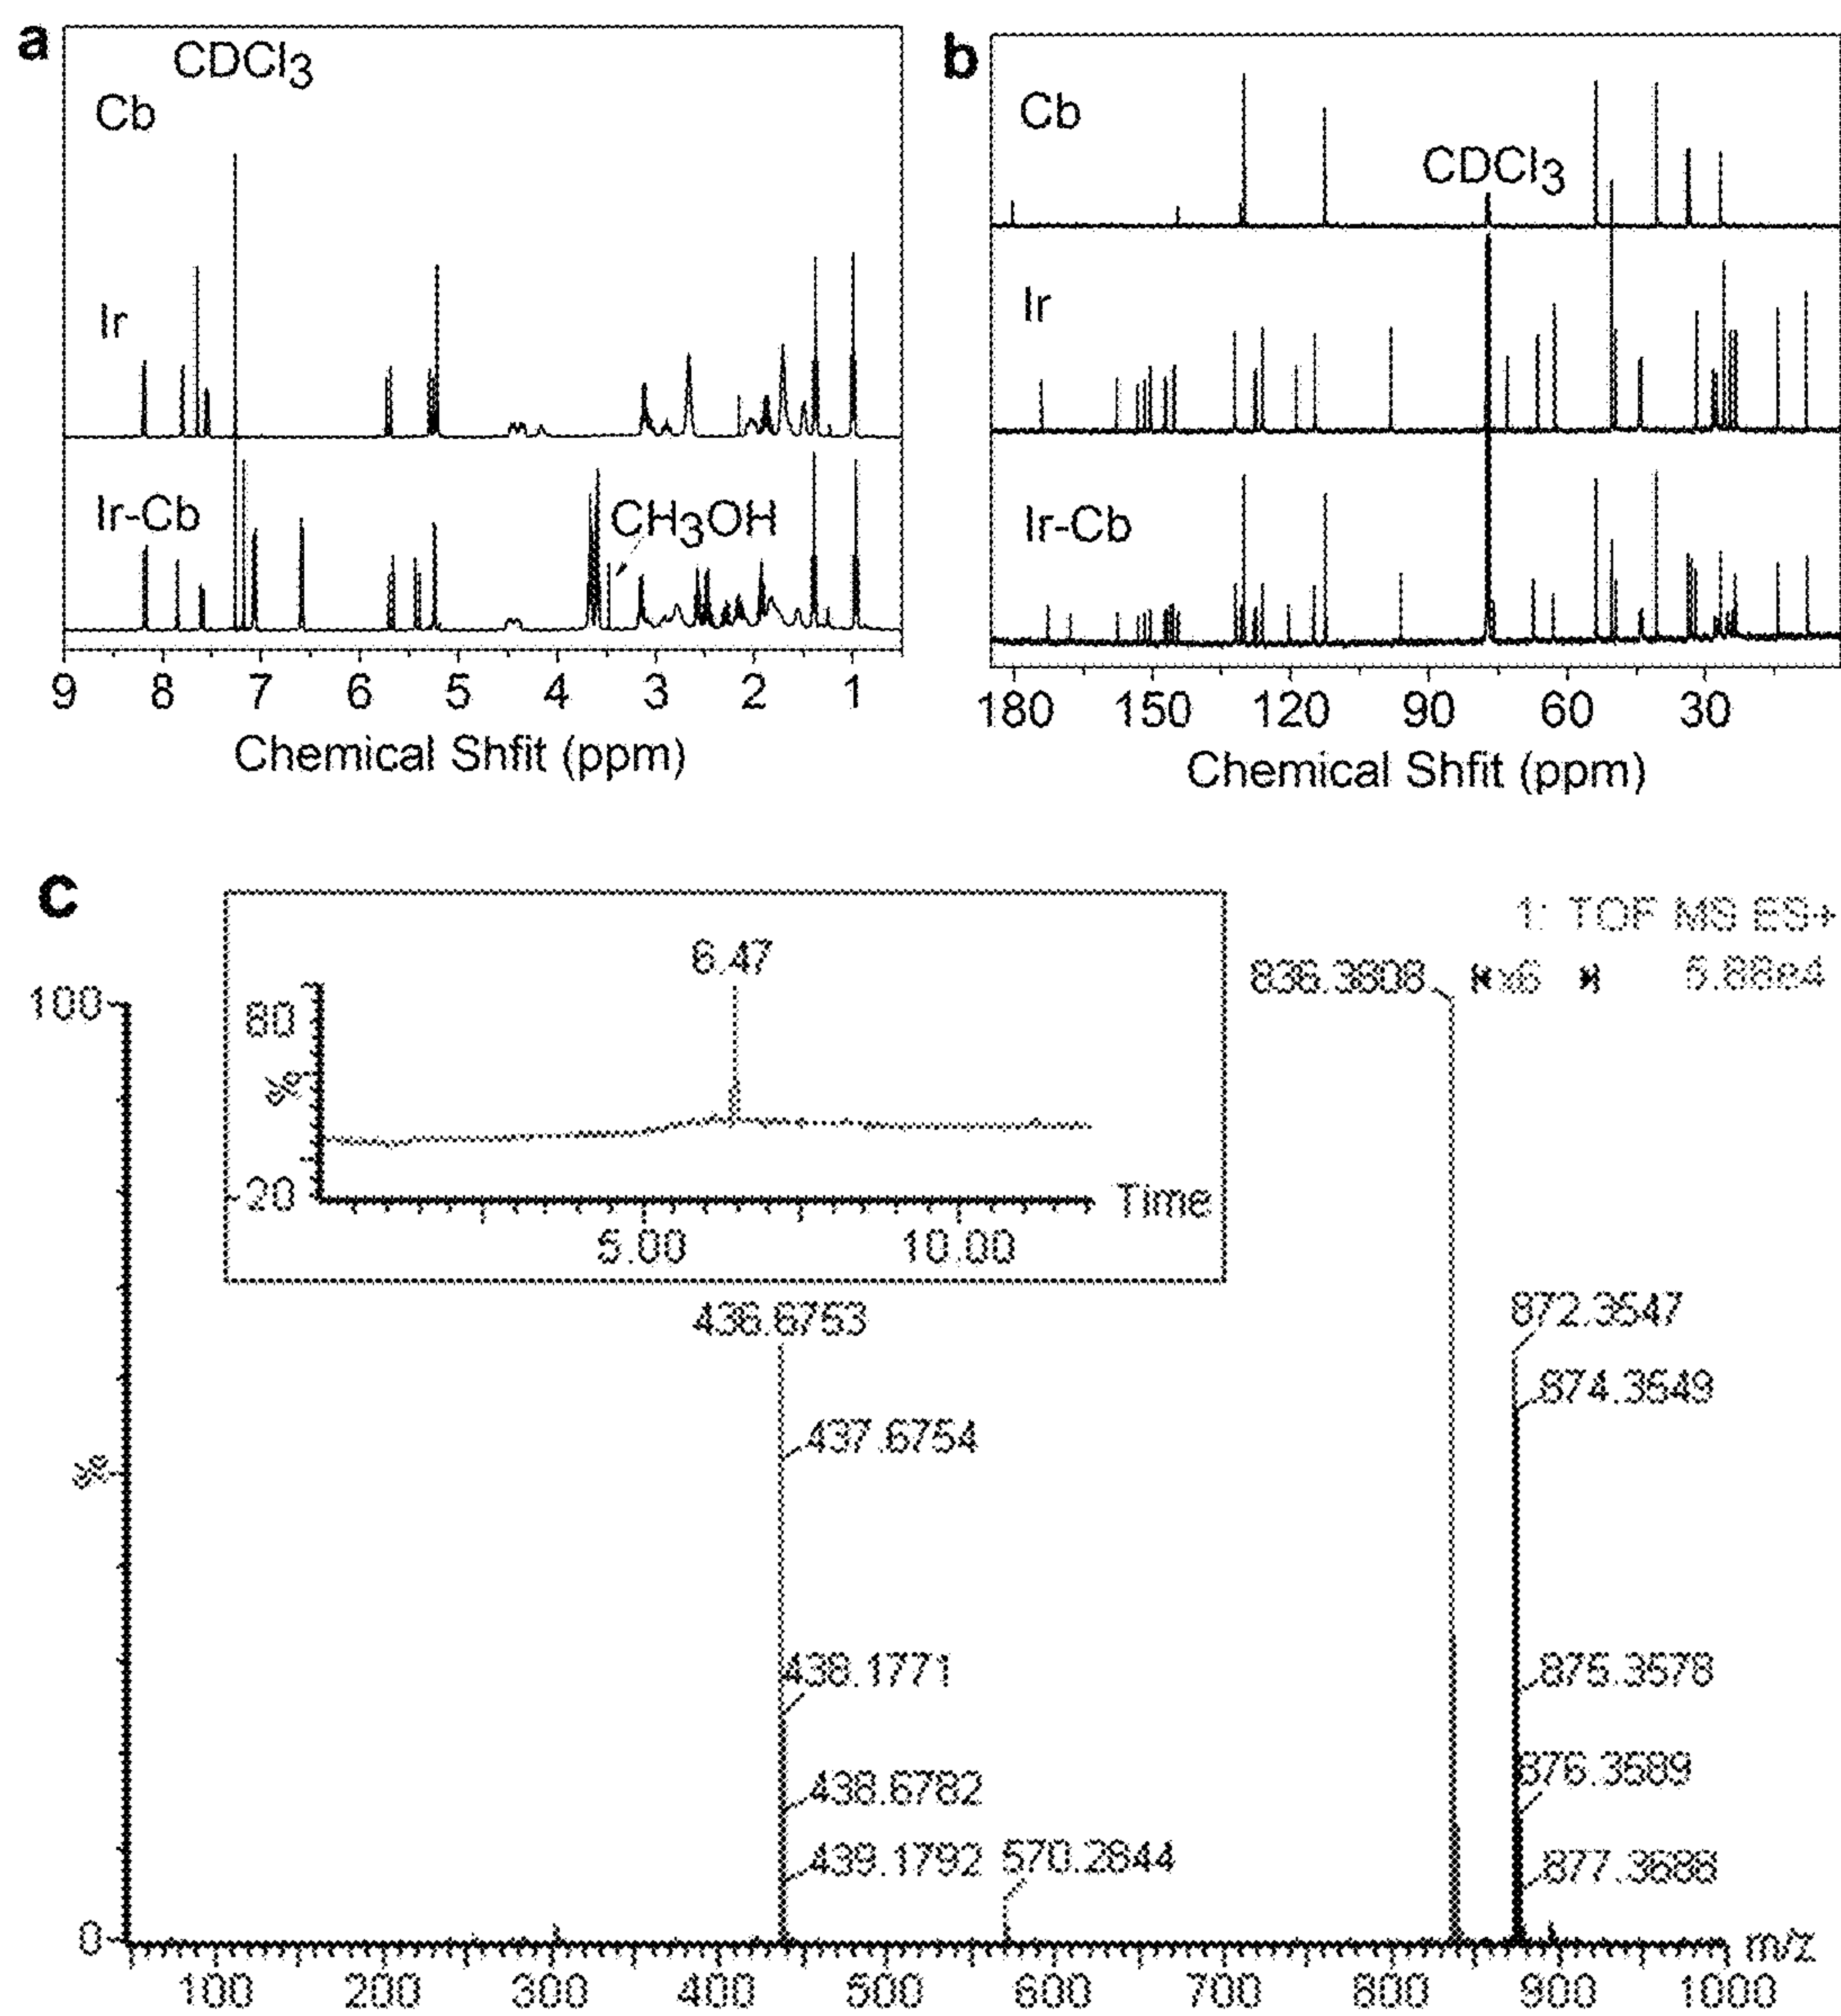 a
CDCl3
Cb
Ir
Ir-Cb
CH3OH
9 8 7 6 5 4 3 2 1
Chemical Shfit (ppm)
b
Cb
CDCl3
Ir
Ir-Cb
180 150 120 90 60 30
Chemical Shfit (ppm)
c
1: TOF MS ES+
836.3808
x6
5.88e4
100
%
0
6.47
80
%
-20
Time
5.00 10.00
436.6753
437.6754
438.1771
438.6782
439.1792
570.2844
872.3547
874.3549
875.3578
876.3589
877.3688
m/z
100 200 300 400 500 600 700 800 900 1000